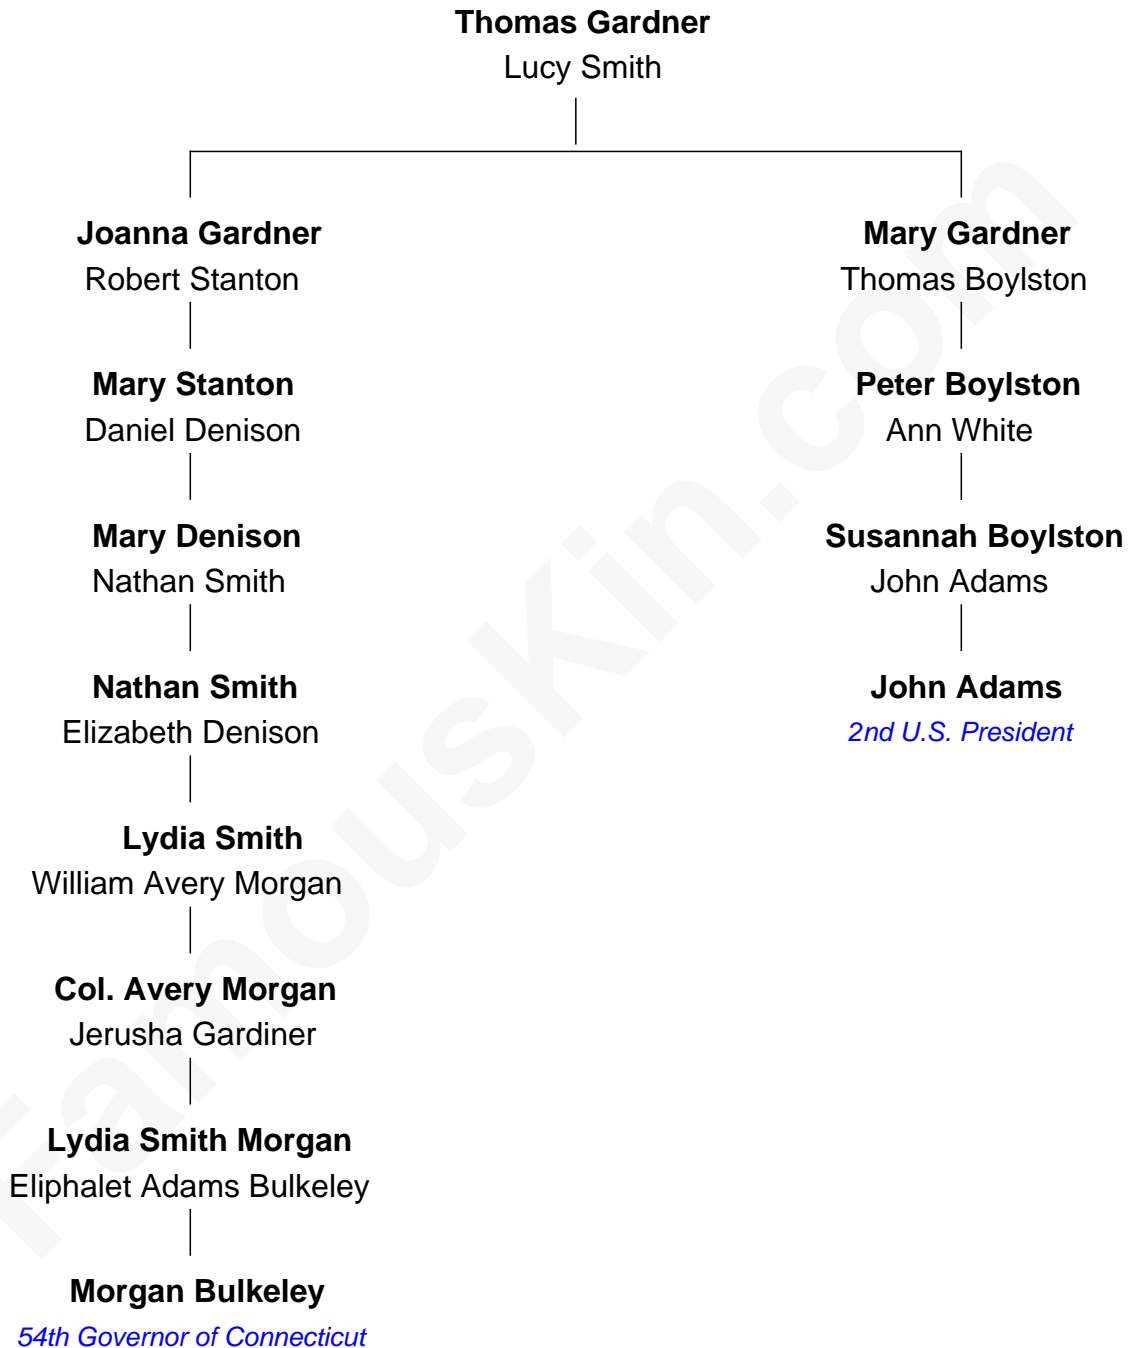 Thomas Gardner
Lucy Smith
Joanna Gardner
Robert Stanton
Mary Gardner
Thomas Boylston
Mary Stanton
Daniel Denison
Peter Boylston
Ann White
Mary Denison
Nathan Smith
Susannah Boylston
John Adams
Nathan Smith
Elizabeth Denison
John Adams
2nd U.S. President
Lydia Smith
William Avery Morgan
Col. Avery Morgan
Jerusha Gardiner
Lydia Smith Morgan
Eliphalet Adams Bulkeley
Morgan Bulkeley
54th Governor of Connecticut
FamousKin.com